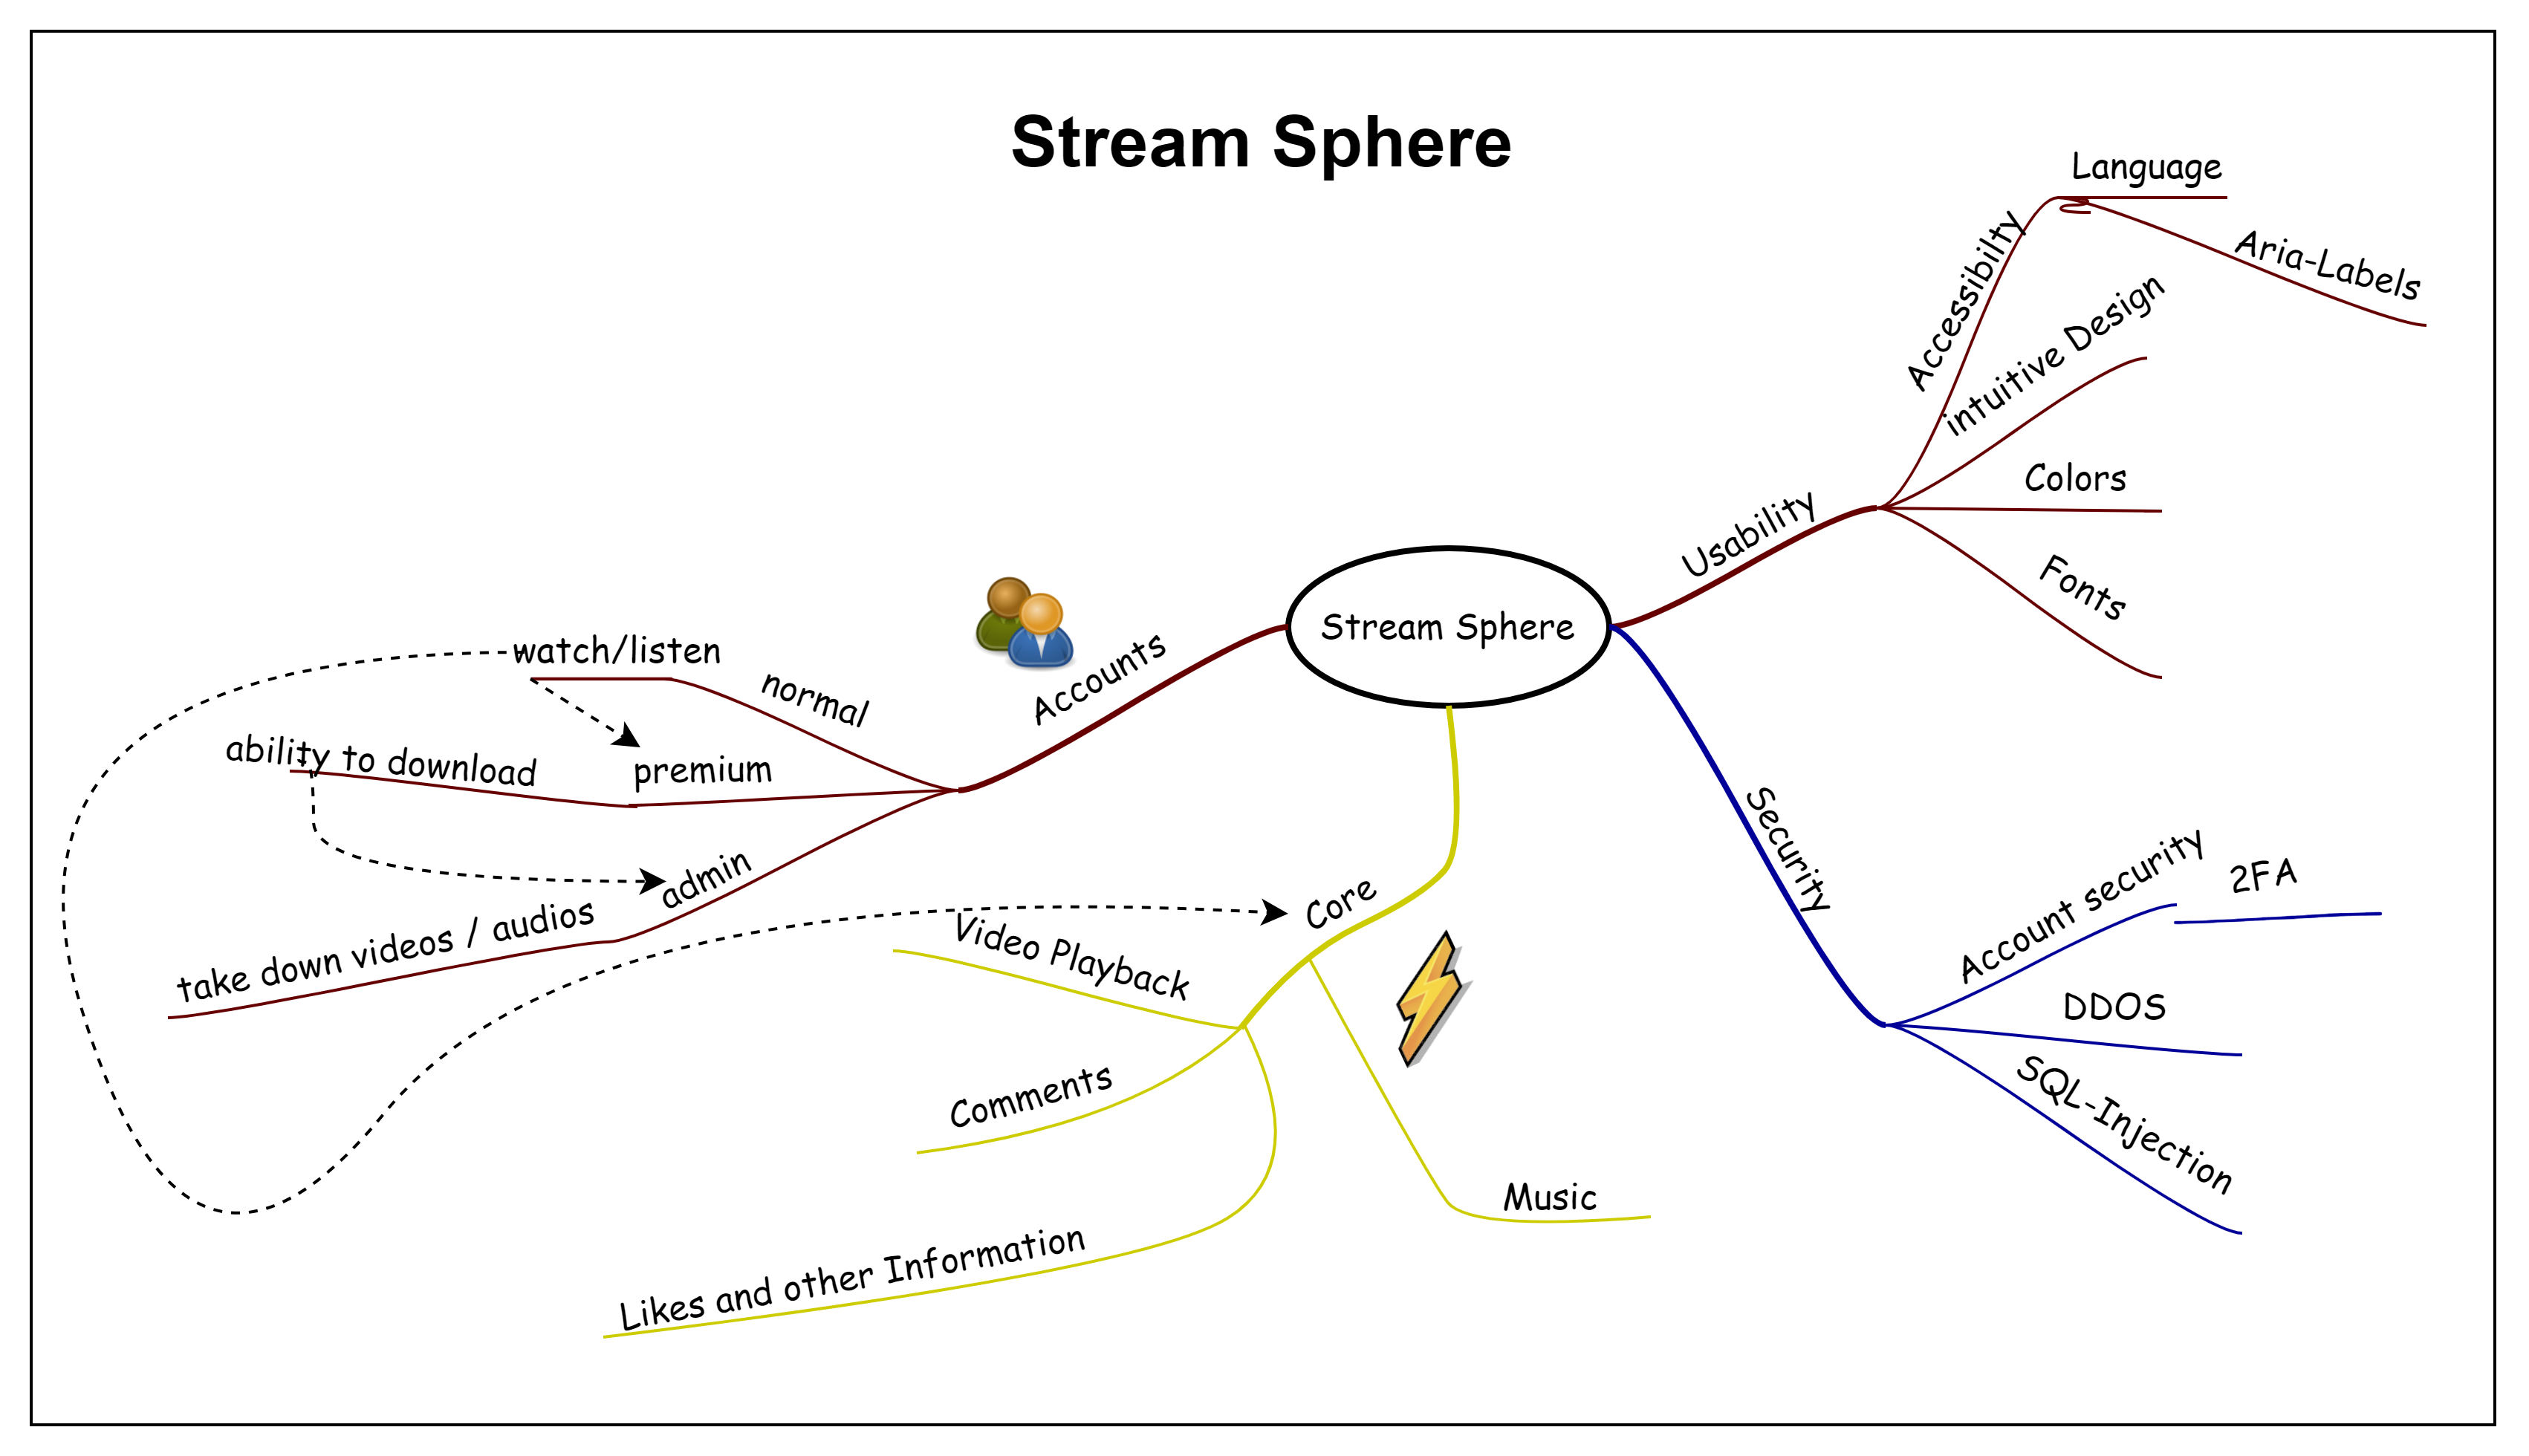 Stream Sphere
Language
Aria-Labels
Accessibilty
intuitive Design
Colors
Fonts
Usability
Stream Sphere
Accounts
normal
watch/listen
premium
ability to download
admin
take down videos / audios
Core
Video Playback
Comments
Likes and other Information
Music
Security
Account security
2FA
DDOS
SQL-Injection